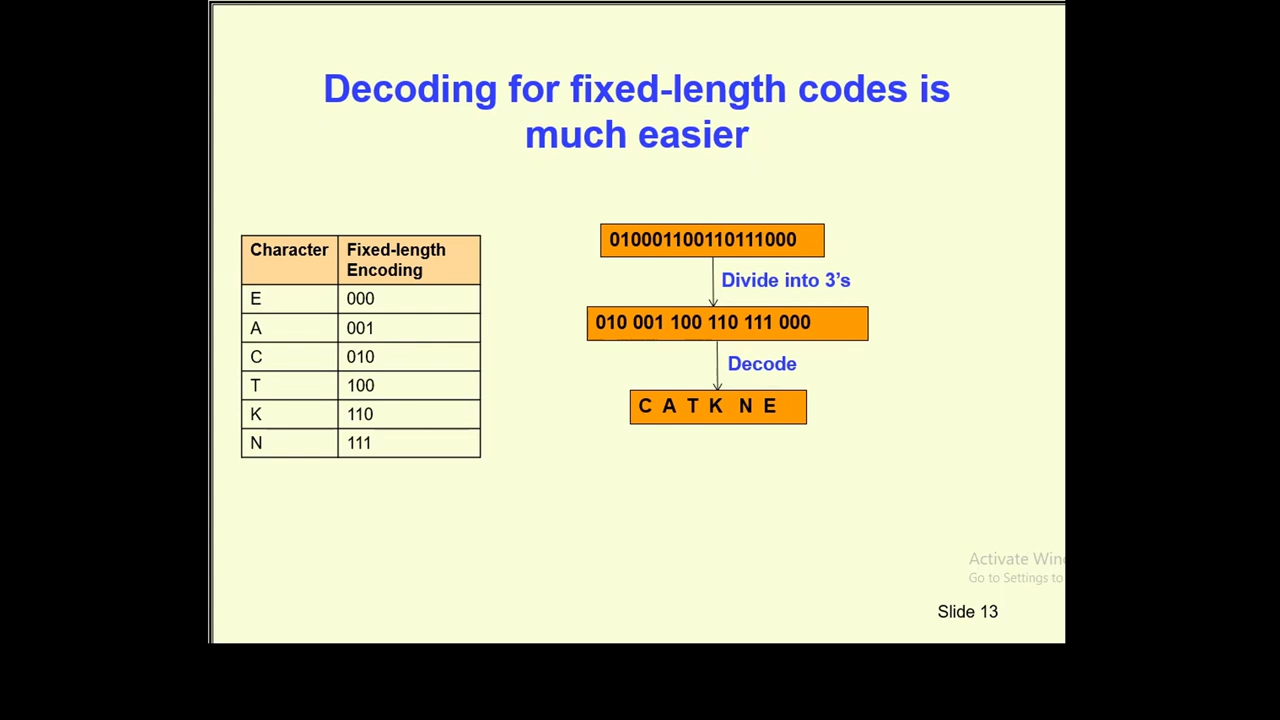 Decoding for fixed-length codes is
much easier
Character Fixed-length
Encoding
E 000
A 001
C 010
T 100
K 110
N 111
010001100110111000
Divide into 3's
010 001 100 110 111 000
Decode
C A T K N E
Activate Win
Go to Settings to
Slide 13